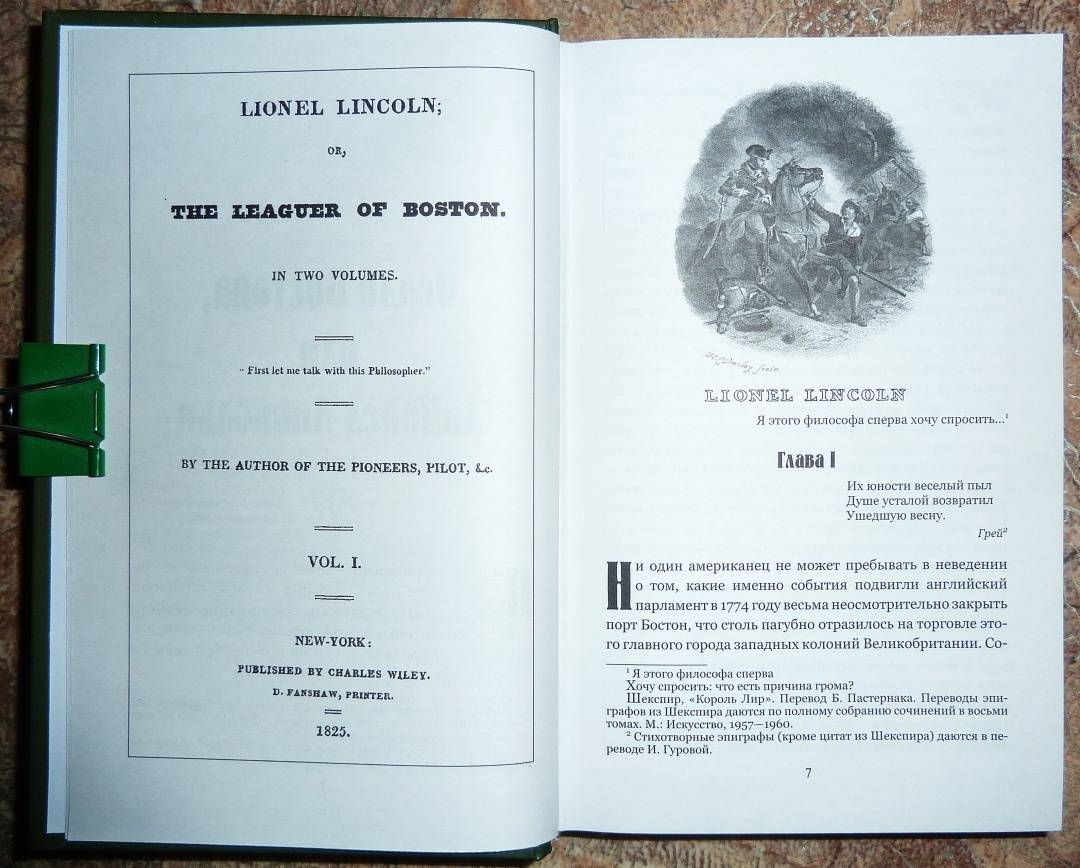 LIONEL LINCOLN;
OR,
THE LEAGUER OF BOSTON.
IN TWO VOLUMES.
"First let me talk with this Philosopher."
BY THE AUTHOR OF THE PIONEERS, PILOT, &c.
VOL. I.
NEW-YORK:
PUBLISHED BY CHARLES WILEY.
D. FANSHAW, PRINTER.
1825.
Darley fecit
LIONEL LINCOLN
Я этого философа сперва хочу спросить...¹
Глава I
Их юности веселый пыл
Душе усталой возвратил
Ушедшую весну.
Грей²
Ни один американец не может пребывать в неведении
о том, какие именно события подвигли английский
парламент в 1774 году весьма неосмотрительно закрыть
порт Бостон, что столь пагубно отразилось на торговле это-
го главного города западных колоний Великобритании. Со-
¹ Я этого философа сперва
Хочу спросить: что есть причина грома?
Шекспир, «Король Лир». Перевод Б. Пастернака. Переводы эпи-
графов из Шекспира даются по полному собранию сочинений в восьми
томах. М.: Искусство, 1957—1960.
² Стихотворные эпиграфы (кроме цитат из Шекспира) даются в пе-
реводе И. Гуровой.
7